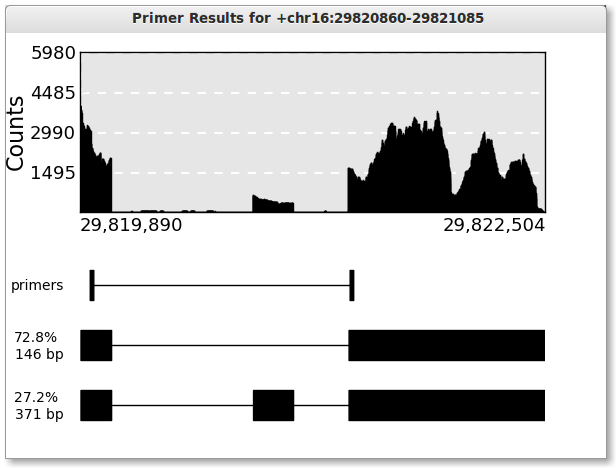 Primer Results for +chr16:29820860-29821085
5980
4485
2990
1495
Counts
29,819,890
29,822,504
primers
72.8%
146 bp
27.2%
371 bp